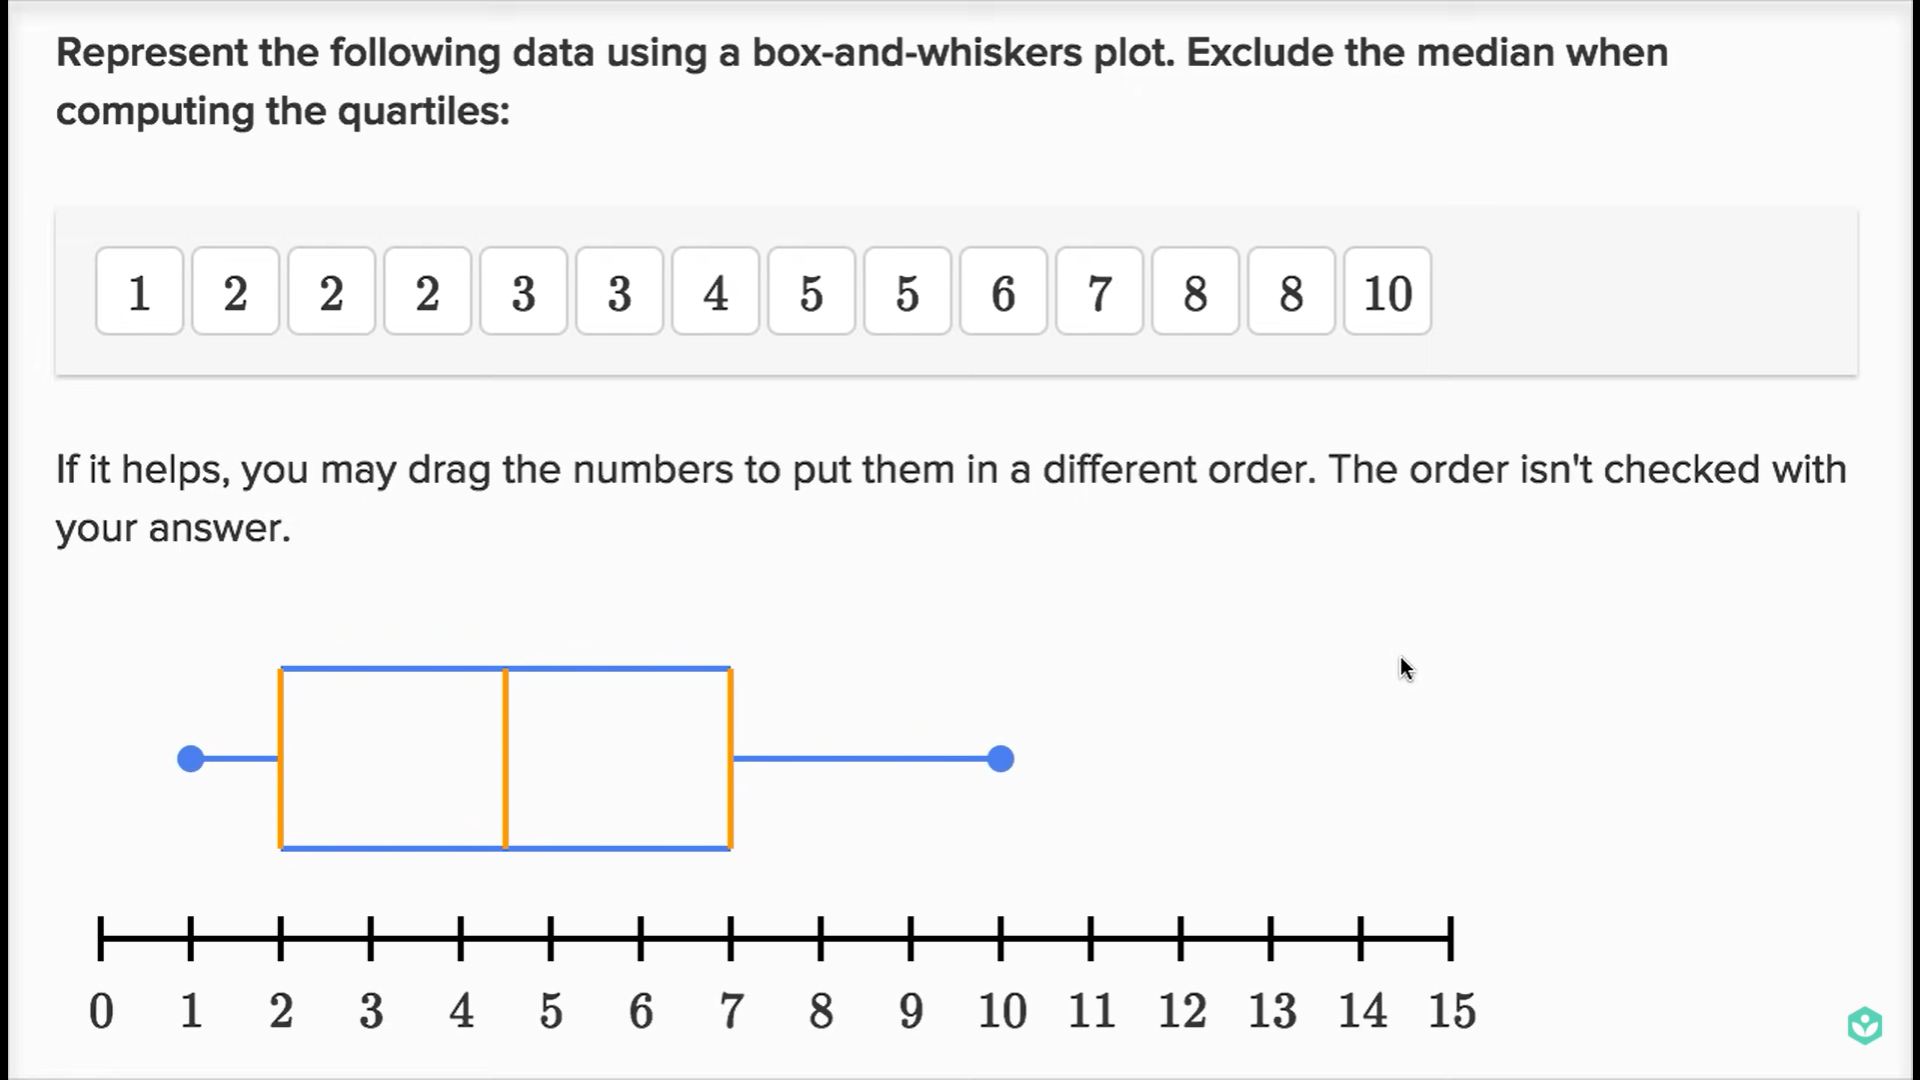 Represent the following data using a box-and-whiskers plot. Exclude the median when
computing the quartiles:
1 2 2 2 3 3 4 5 5 6 7 8 8 10
If it helps, you may drag the numbers to put them in a different order. The order isn't checked with
your answer.
0 1 2 3 4 5 6 7 8 9 10 11 12 13 14 15